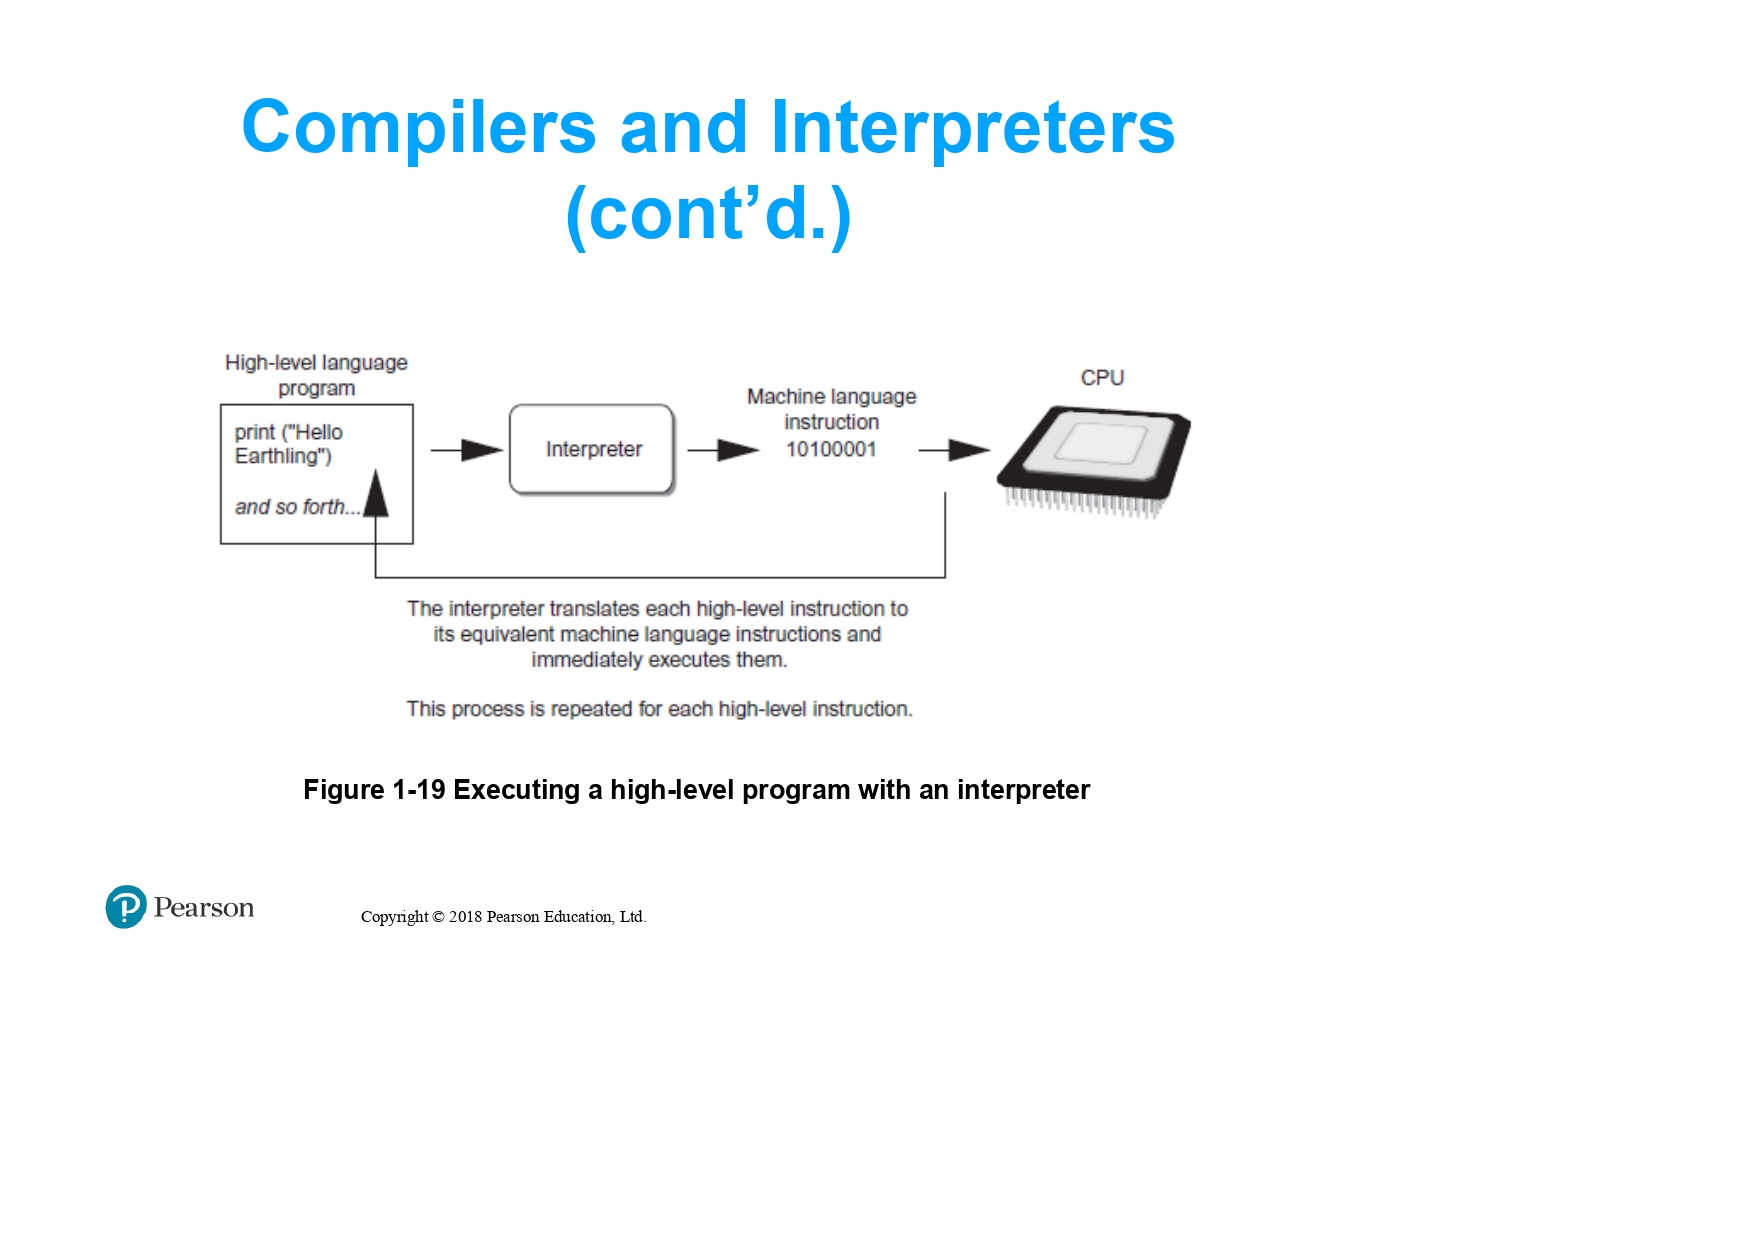 Compilers and Interpreters
(cont’d.)
High-level language
program
print ("Hello
Earthling")
and so forth...
Interpreter
Machine language
instruction
10100001
CPU
The interpreter translates each high-level instruction to
its equivalent machine language instructions and
immediately executes them.
This process is repeated for each high-level instruction.
Figure 1-19 Executing a high-level program with an interpreter
Pearson
Copyright © 2018 Pearson Education, Ltd.